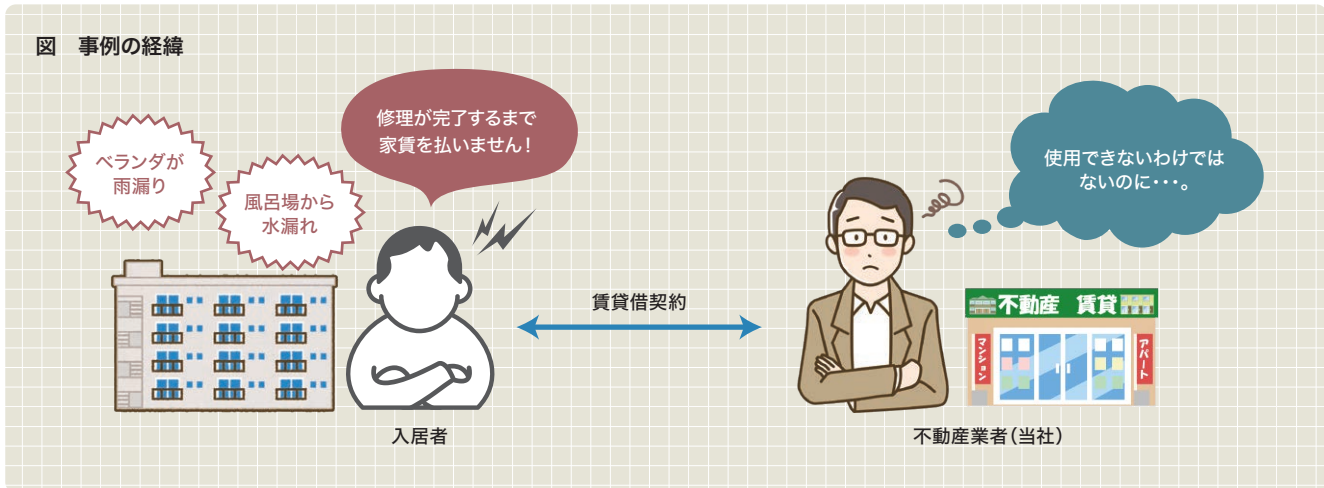 図　事例の経緯
ベランダが
雨漏り
風呂場から
水漏れ
修理が完了するまで
家賃を払いません！
使用できないわけでは
ないのに・・・。
賃貸借契約
不動産　賃貸
マンション
アパート
入居者
不動産業者（当社）